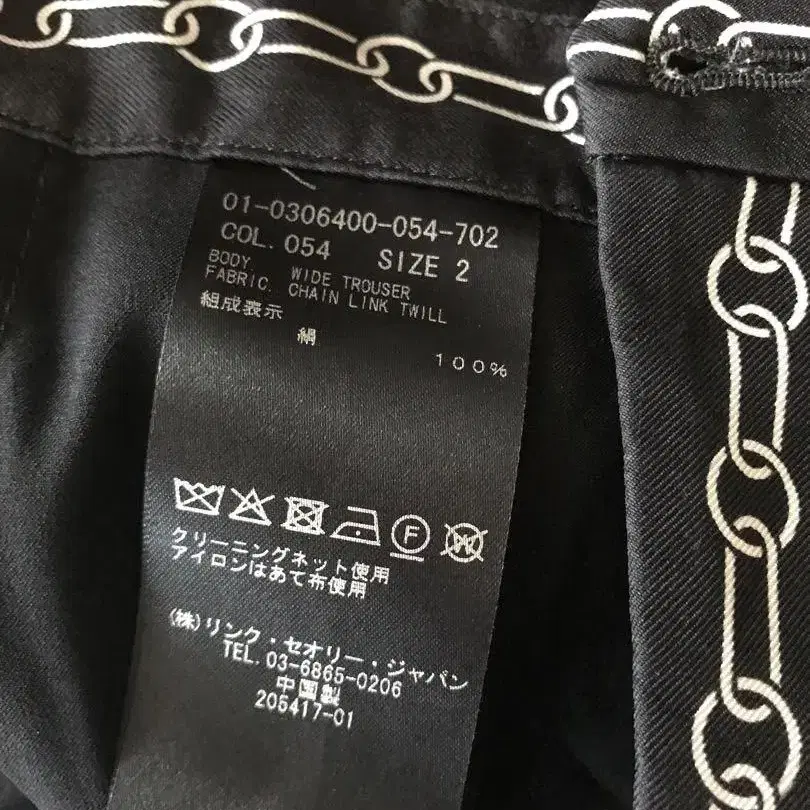 01-0306400-054-702
COL. 054 SIZE 2
BODY. WIDE TROUSER
FABRIC. CHAIN LINK TWILL
組成表示
絹
100%
F
W
クリーニングネット使用
アイロンはあて布使用
(株)リンク・セオリー・ジャパン
TEL.03-6865-0206
中国製
205417-01